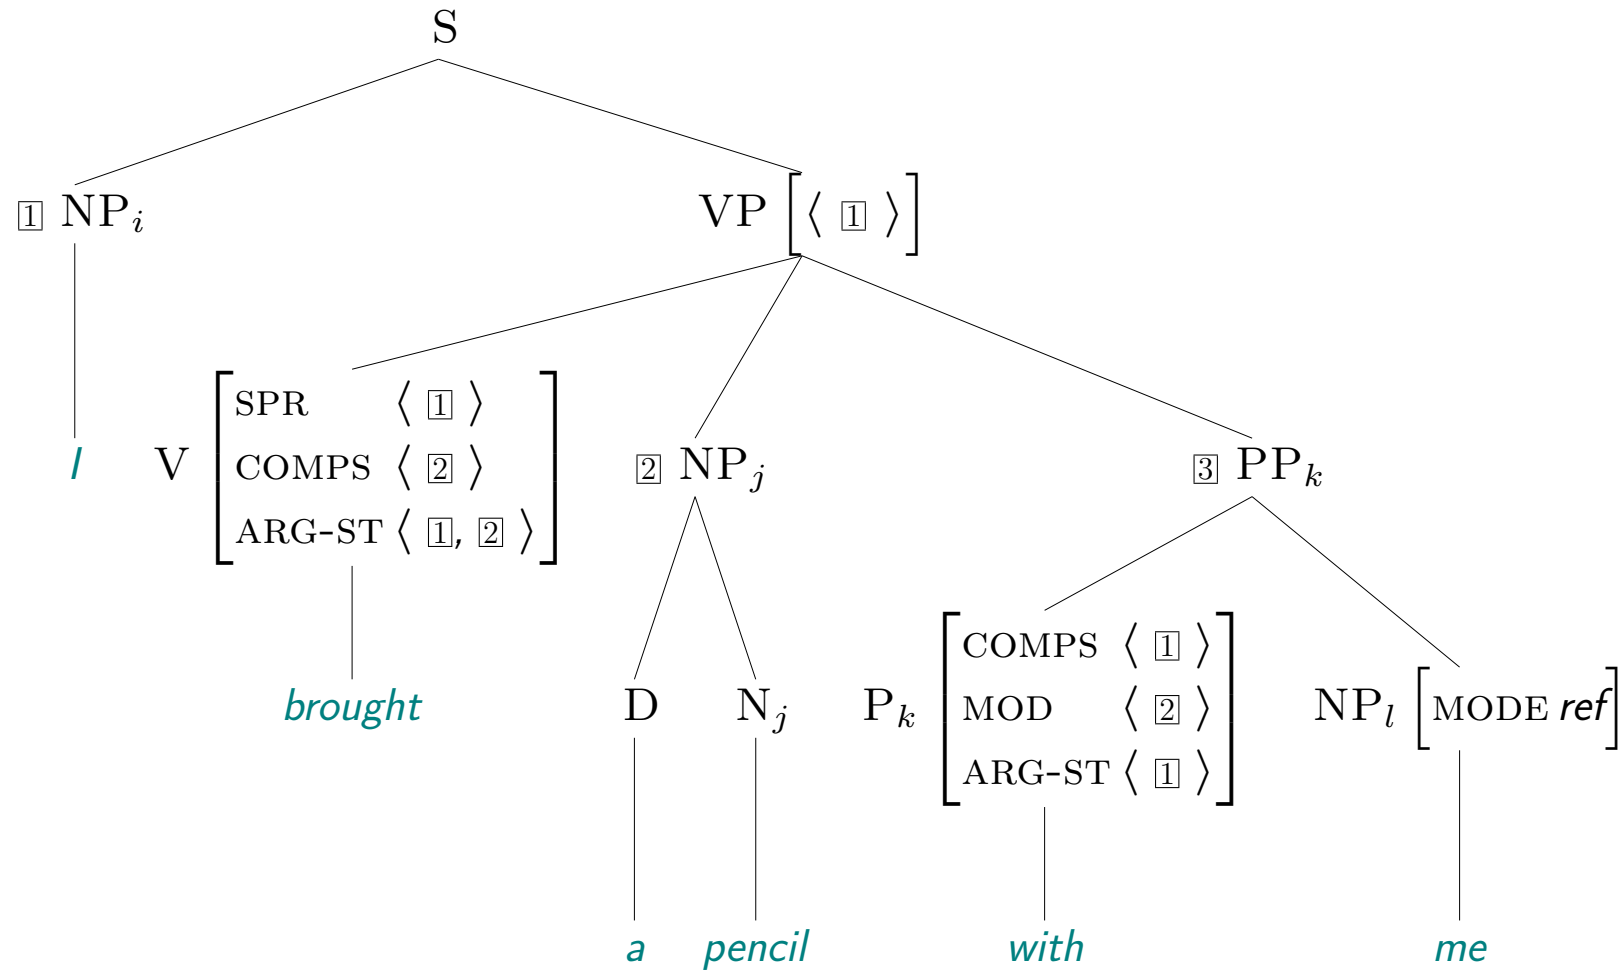 S
1 NP_i VP [⟨ 1 ⟩]
SPR ⟨ 1 ⟩
I V COMPS ⟨ 2 ⟩ 2 NP_j 3 PP_k
ARG-ST ⟨ 1, 2 ⟩
COMPS ⟨ 1 ⟩
brought D N_j P_k MOD ⟨ 2 ⟩ NP_l [MODE ref]
ARG-ST ⟨ 1 ⟩
a pencil with me